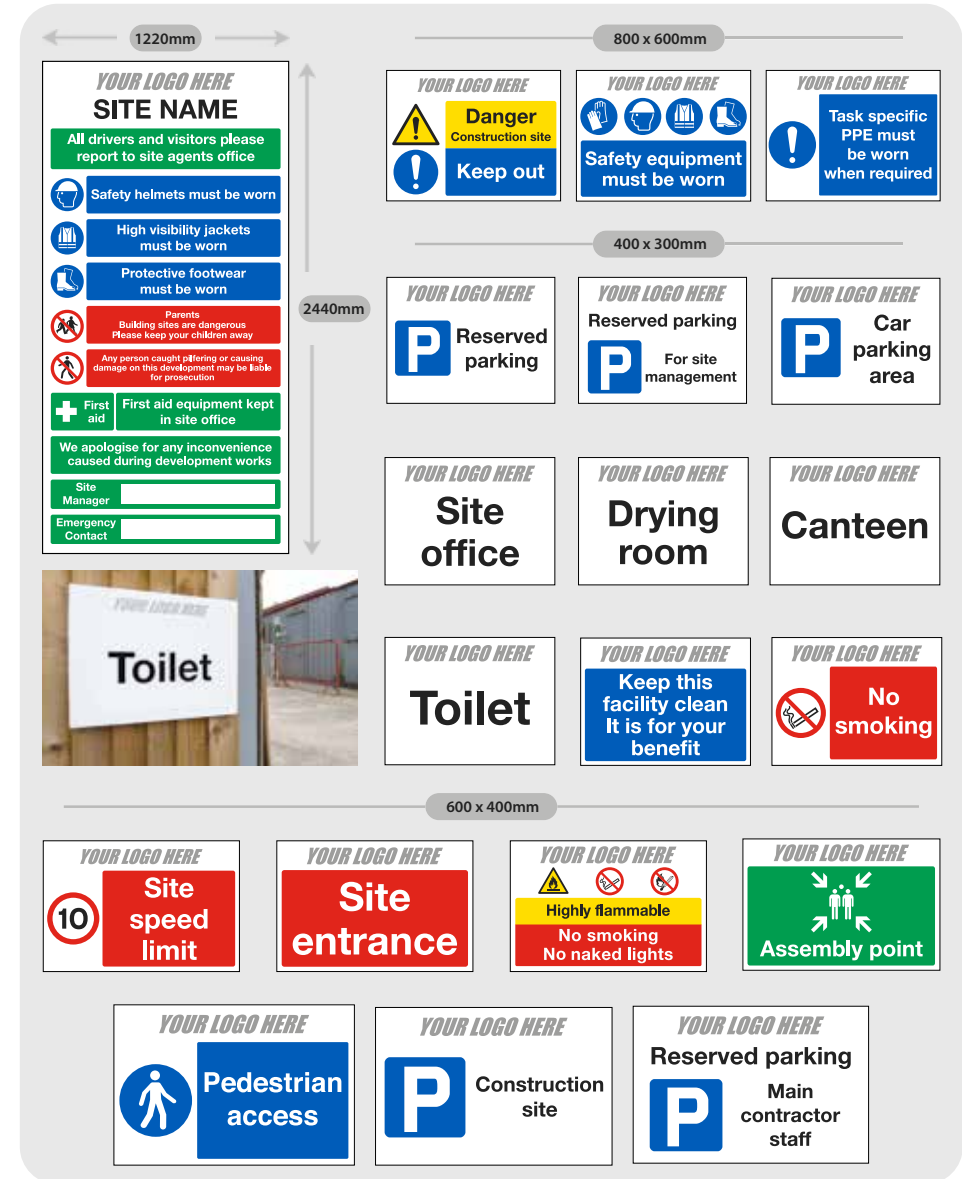 1220mm
YOUR LOGO HERE
SITE NAME
All drivers and visitors please
report to site agents office
Safety helmets must be worn
High visibility jackets
must be worn
Protective footwear
must be worn
Parents
Building sites are dangerous
Please keep your children away
Any person caught pilfering or causing
damage on this development may be liable
for prosecution
First
aid
First aid equipment kept
in site office
We apologise for any inconvenience
caused during development works
Site
Manager
Emergency
Contact
2440mm
YOUR LOGO HERE
Toilet
800 x 600mm
YOUR LOGO HERE
Danger
Construction site
Keep out
YOUR LOGO HERE
Safety equipment
must be worn
YOUR LOGO HERE
Task specific
PPE must
be worn
when required
400 x 300mm
YOUR LOGO HERE
P
Reserved
parking
YOUR LOGO HERE
Reserved parking
P
For site
management
YOUR LOGO HERE
P
Car
parking
area
YOUR LOGO HERE
Site
office
YOUR LOGO HERE
Drying
room
YOUR LOGO HERE
Canteen
YOUR LOGO HERE
Toilet
YOUR LOGO HERE
Keep this
facility clean
It is for your
benefit
YOUR LOGO HERE
No
smoking
600 x 400mm
YOUR LOGO HERE
10
Site
speed
limit
YOUR LOGO HERE
Site
entrance
YOUR LOGO HERE
Highly flammable
No smoking
No naked lights
YOUR LOGO HERE
Assembly point
YOUR LOGO HERE
Pedestrian
access
YOUR LOGO HERE
P
Construction
site
YOUR LOGO HERE
Reserved parking
P
Main
contractor
staff